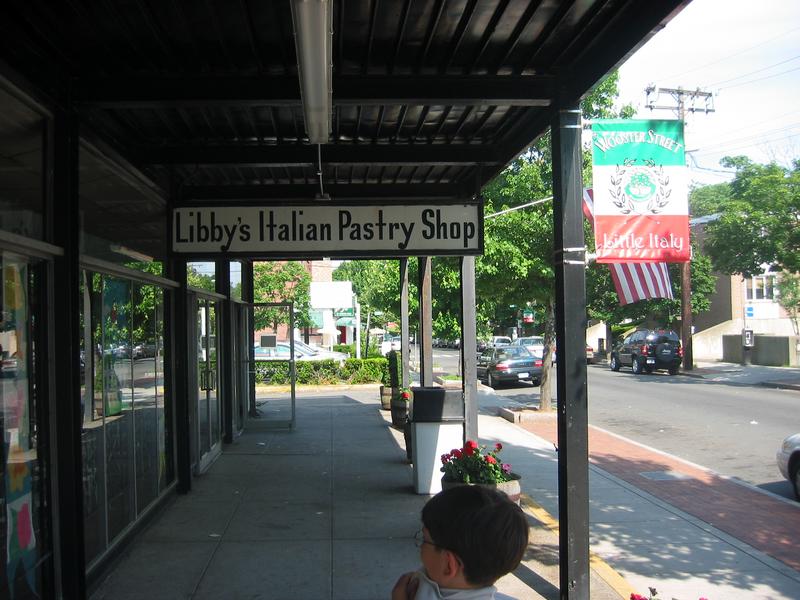 Libby's Italian Pastry Shop
WOOSTER STREET
Little Italy